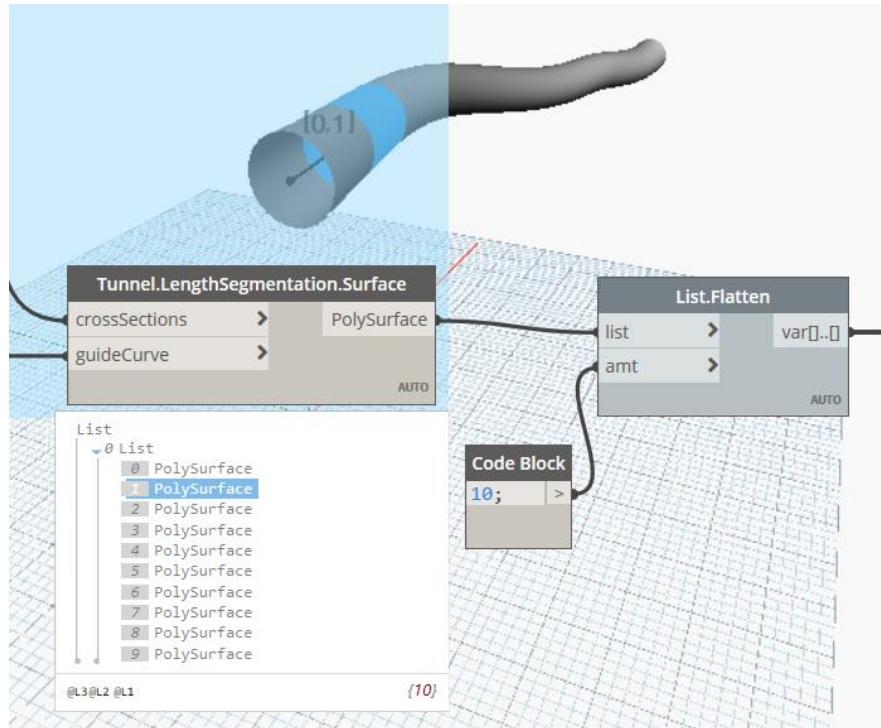 [0,1]
Tunnel.LengthSegmentation.Surface
crossSections > PolySurface
guideCurve >
AUTO
List.Flatten
list > var[]..[]
amt >
AUTO
Code Block
10; >
List
0 List
0 PolySurface
1 PolySurface
2 PolySurface
3 PolySurface
4 PolySurface
5 PolySurface
6 PolySurface
7 PolySurface
8 PolySurface
9 PolySurface
@L3@L2 @L1 {10}